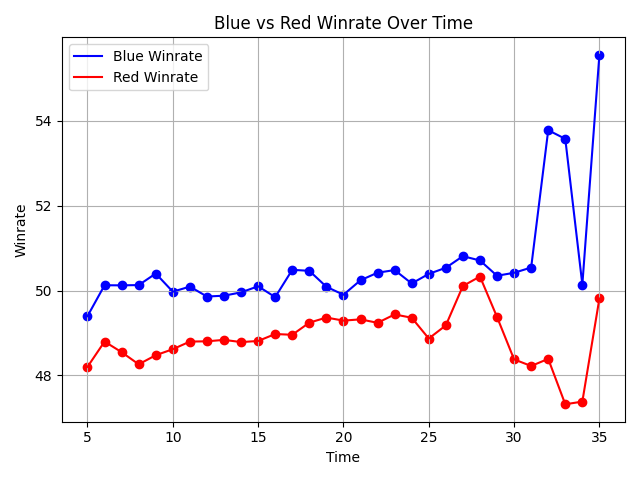 Blue vs Red Winrate Over Time
Blue Winrate
Red Winrate
54
52
50
48
Winrate
5 10 15 20 25 30 35
Time